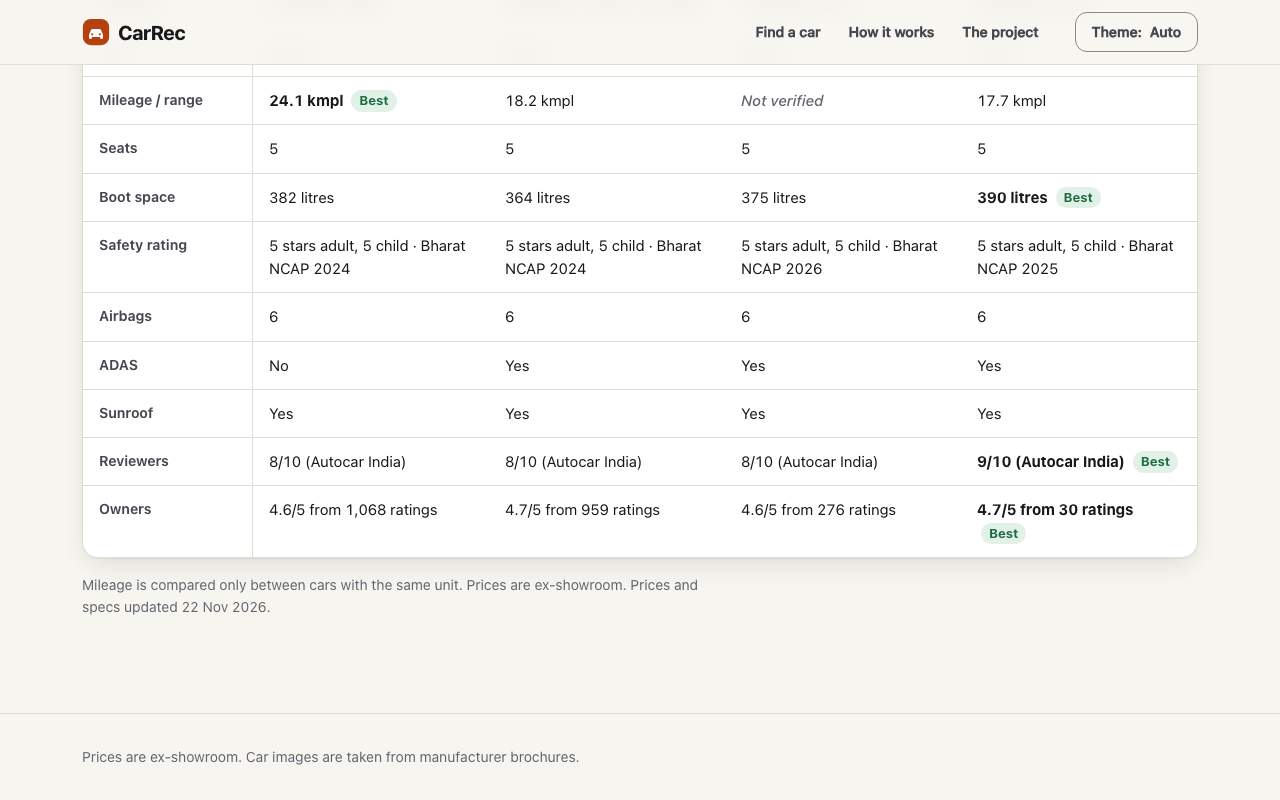 CarRec
Find a car
How it works
The project
Theme: Auto
Mileage / range 24.1 kmpl Best 18.2 kmpl Not verified 17.7 kmpl
Seats 5 5 5 5
Boot space 382 litres 364 litres 375 litres 390 litres Best
Safety rating 5 stars adult, 5 child · Bharat 5 stars adult, 5 child · Bharat 5 stars adult, 5 child · Bharat 5 stars adult, 5 child · Bharat
NCAP 2024 NCAP 2024 NCAP 2026 NCAP 2025
Airbags 6 6 6 6
ADAS No Yes Yes Yes
Sunroof Yes Yes Yes Yes
Reviewers 8/10 (Autocar India) 8/10 (Autocar India) 8/10 (Autocar India) 9/10 (Autocar India) Best
Owners 4.6/5 from 1,068 ratings 4.7/5 from 959 ratings 4.6/5 from 276 ratings 4.7/5 from 30 ratings
Best
Mileage is compared only between cars with the same unit. Prices are ex-showroom. Prices and
specs updated 22 Nov 2026.
Prices are ex-showroom. Car images are taken from manufacturer brochures.